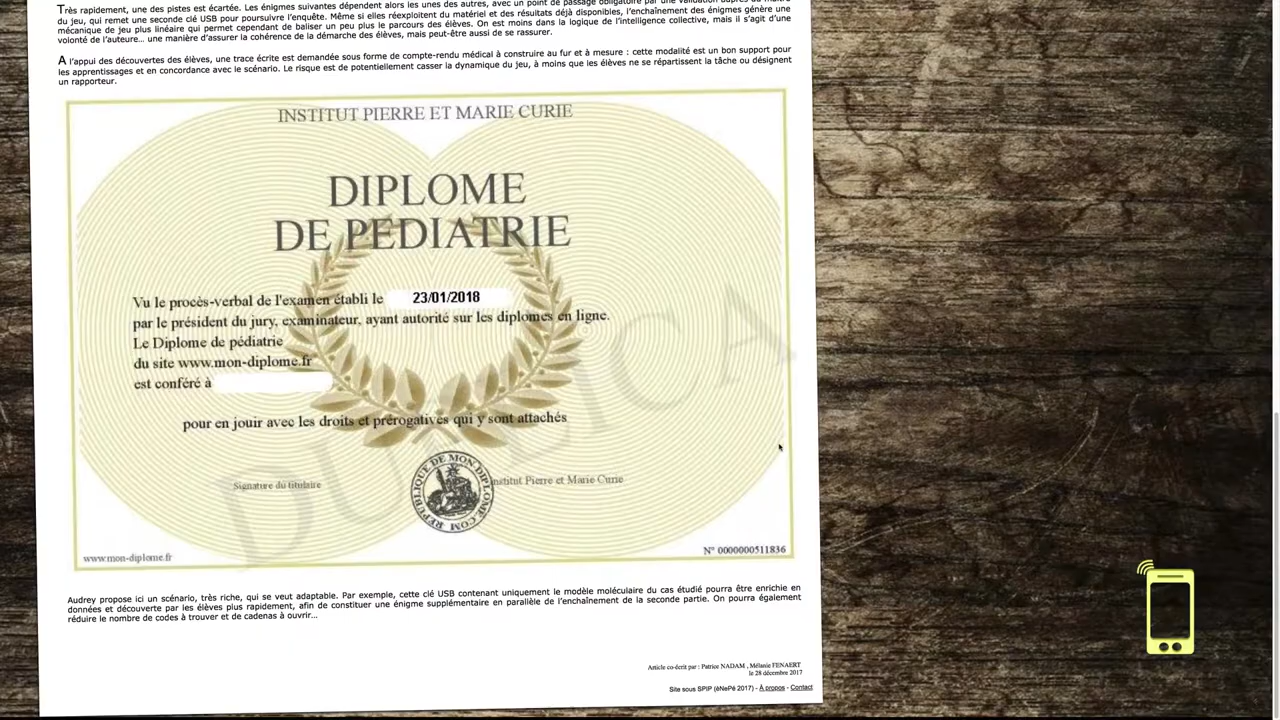 Très rapidement, une des pistes est écartée. Les énigmes suivantes dépendent alors les unes des autres, avec un point de passage obligatoire par une validation auprès du maître
du jeu, qui remet une seconde clé USB pour poursuivre l'enquête. Même si elles réexploitent du matériel et des résultats déjà disponibles, l'enchaînement des énigmes génère une
mécanique de jeu plus linéaire qui permet cependant de baliser un peu plus le parcours des élèves. On est moins dans la logique de l'intelligence collective, mais il s'agit d'une
volonté de l'auteure... une manière d'assurer la cohérence de la démarche des élèves, mais peut-être aussi de se rassurer.
A l'appui des découvertes des élèves, une trace écrite est demandée sous forme de compte-rendu médical à construire au fur et à mesure : cette modalité est un bon support pour
les apprentissages et en concordance avec le scénario. Le risque est de potentiellement casser la dynamique du jeu, à moins que les élèves ne se répartissent la tâche ou désignent
un rapporteur.
INSTITUT PIERRE ET MARIE CURIE
DIPLOME
DE PEDIATRIE
Vu le procès-verbal de l'examen établi le 23/01/2018
par le président du jury, examinateur, ayant autorité sur les diplomes en ligne.
Le Diplome de pédiatrie
du site www.mon-diplome.fr
est conféré à
pour en jouir avec les droits et prérogatives qui y sont attachés
DUPLICATA
Signature du titulaire
REPUBLIQUE DE MON DIPLOME.COM
Institut Pierre et Marie Curie
www.mon-diplome.fr
N° 0000000511836
Audrey propose ici un scénario, très riche, qui se veut adaptable. Par exemple, cette clé USB contenant uniquement le modèle moléculaire du cas étudié pourra être enrichie en
données et découverte par les élèves plus rapidement, afin de constituer une énigme supplémentaire en parallèle de l'enchaînement de la seconde partie. On pourra également
réduire le nombre de codes à trouver et de cadenas à ouvrir...
Article co-écrit par : Patrice NADAM , Mélanie FENAERT
le 28 décembre 2017
Site sous SPIP (éNePé 2017) - À propos - Contact